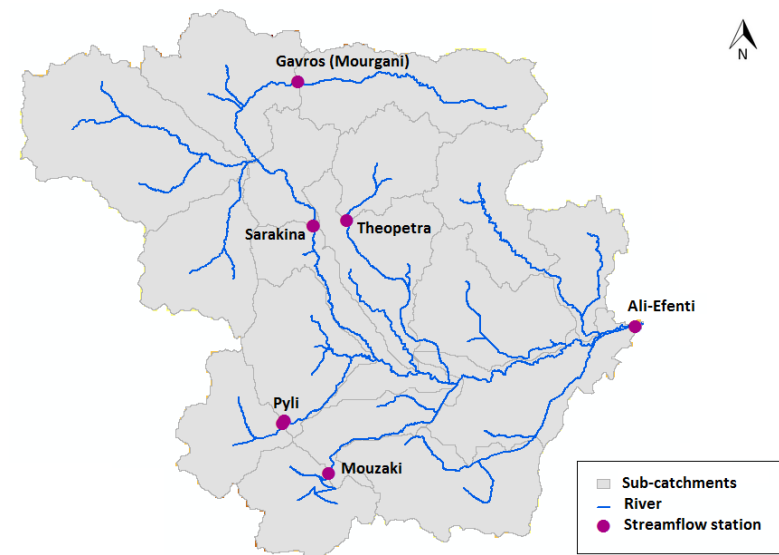 N
Gavros (Mourgani)
Sarakina
Theopetra
Ali-Efenti
Pyli
Mouzaki
Sub-catchments
River
Streamflow station